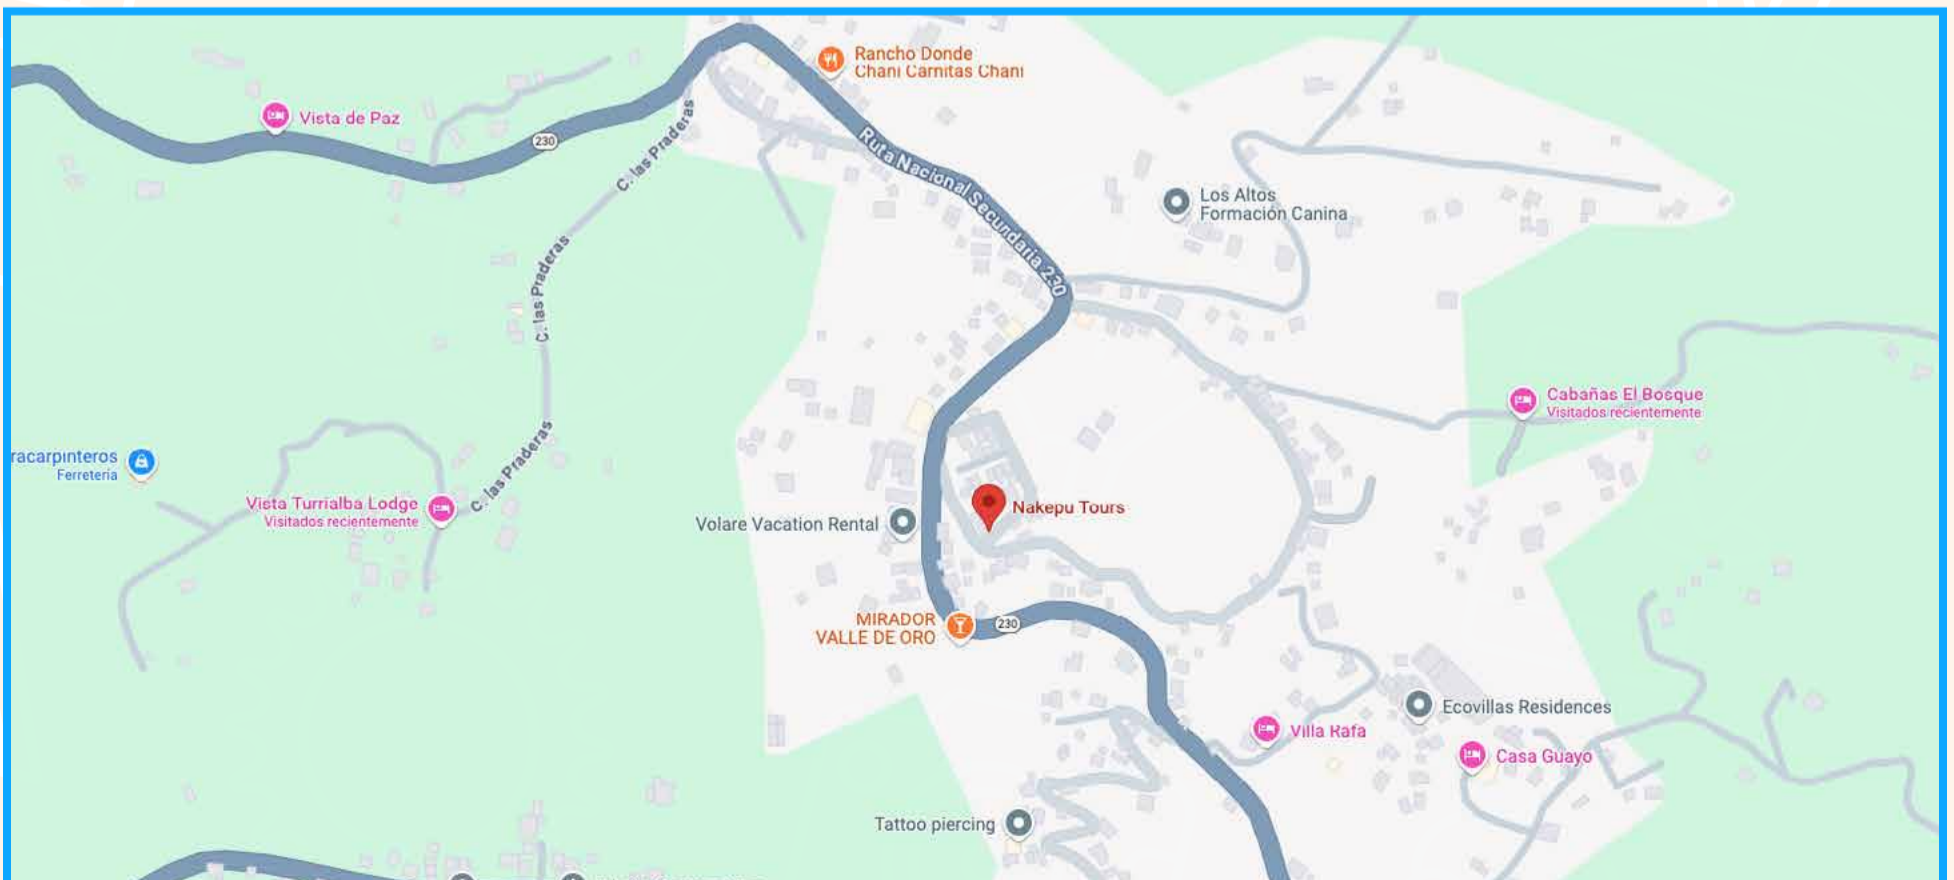 Rancho Donde
Chani Carnitas Chani
Vista de Paz
230
C. las Praderas
Ruta Nacional Secundaria 230
Los Altos
Formación Canina
C. las Praderas
Cabañas El Bosque
Visitados recientemente
racarpinteros
Ferretería
C. las Praderas
Vista Turrialba Lodge
Visitados recientemente
Nakepu Tours
Volare Vacation Rental
MIRADOR
VALLE DE ORO
230
Ecovillas Residences
Villa Rafa
Casa Guayo
Tattoo piercing